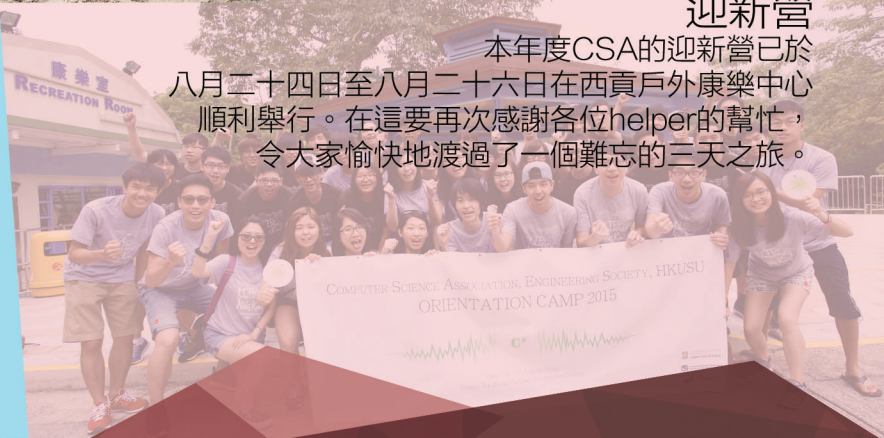 迎新營
本年度CSA的迎新營已於
八月二十四日至八月二十六日在西貢戶外康樂中心
順利舉行。在這要再次感謝各位helper的幫忙，
令大家愉快地渡過了一個難忘的三天之旅。
康樂室
RECREATION ROOM
COMPUTER SCIENCE ASSOCIATION, ENGINEERING SOCIETY, HKUSU
ORIENTATION CAMP 2015